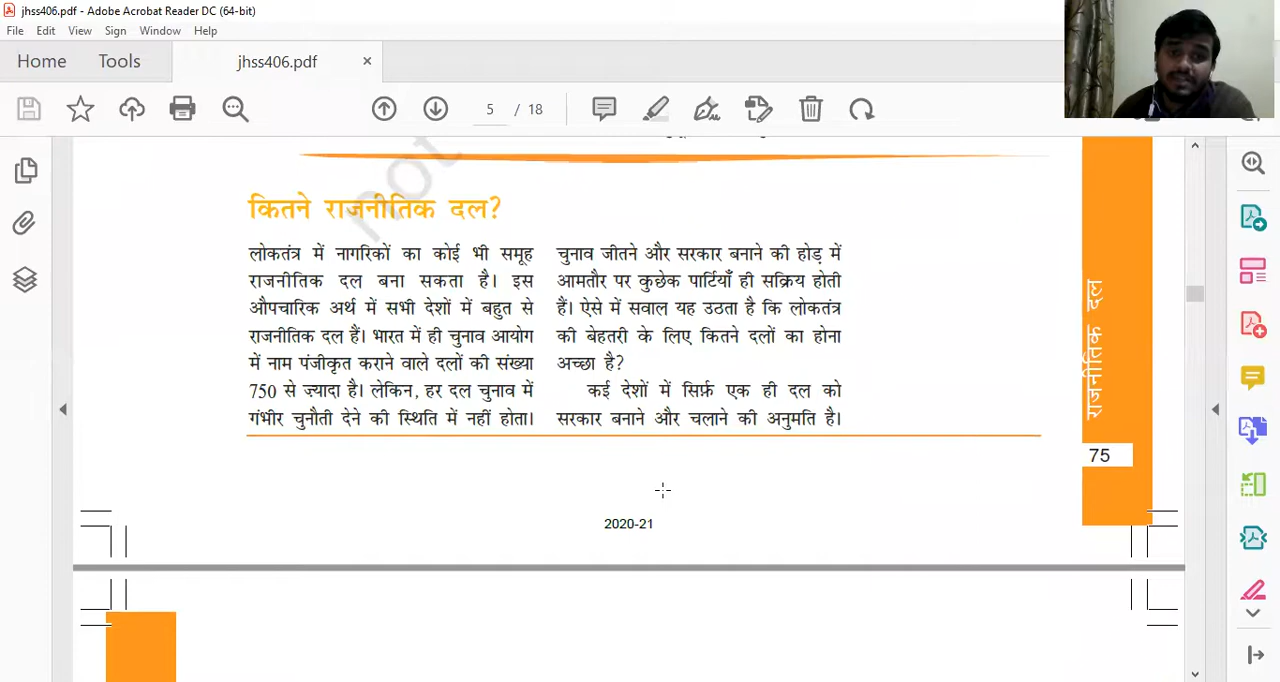 jhss406.pdf - Adobe Acrobat Reader DC (64-bit)
File Edit View Sign Window Help
Home Tools jhss406.pdf ×
5 / 18
not
कितने राजनीतिक दल?
लोकतंत्र में नागरिकों का कोई भी समूह
राजनीतिक दल बना सकता है। इस
औपचारिक अर्थ में सभी देशों में बहुत से
राजनीतिक दल हैं। भारत में ही चुनाव आयोग
में नाम पंजीकृत कराने वाले दलों की संख्या
750 से ज़्यादा है। लेकिन, हर दल चुनाव में
गंभीर चुनौती देने की स्थिति में नहीं होता।
चुनाव जीतने और सरकार बनाने की होड़ में
आमतौर पर कुछेक पार्टियाँ ही सक्रिय होती
हैं। ऐसे में सवाल यह उठता है कि लोकतंत्र
की बेहतरी के लिए कितने दलों का होना
अच्छा है?
कई देशों में सिर्फ़ एक ही दल को
सरकार बनाने और चलाने की अनुमति है।
राजनीतिक दल
75
2020-21